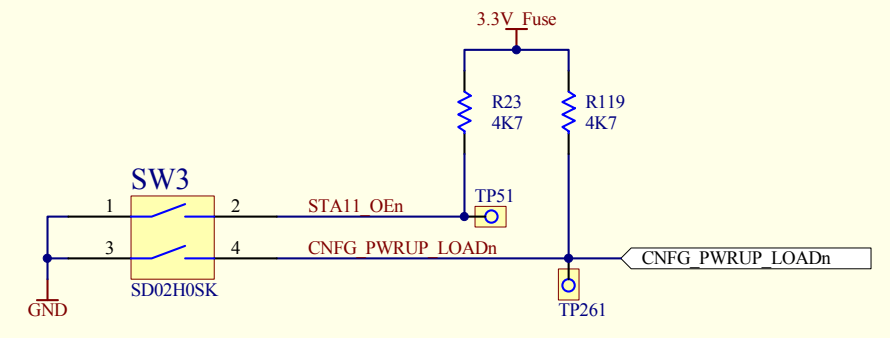 3.3V_Fuse
R23
4K7
R119
4K7
SW3
1
2
STA11_OEn
TP51
3
4
CNFG_PWRUP_LOADn
CNFG_PWRUP_LOADn
SD02H0SK
GND
TP261